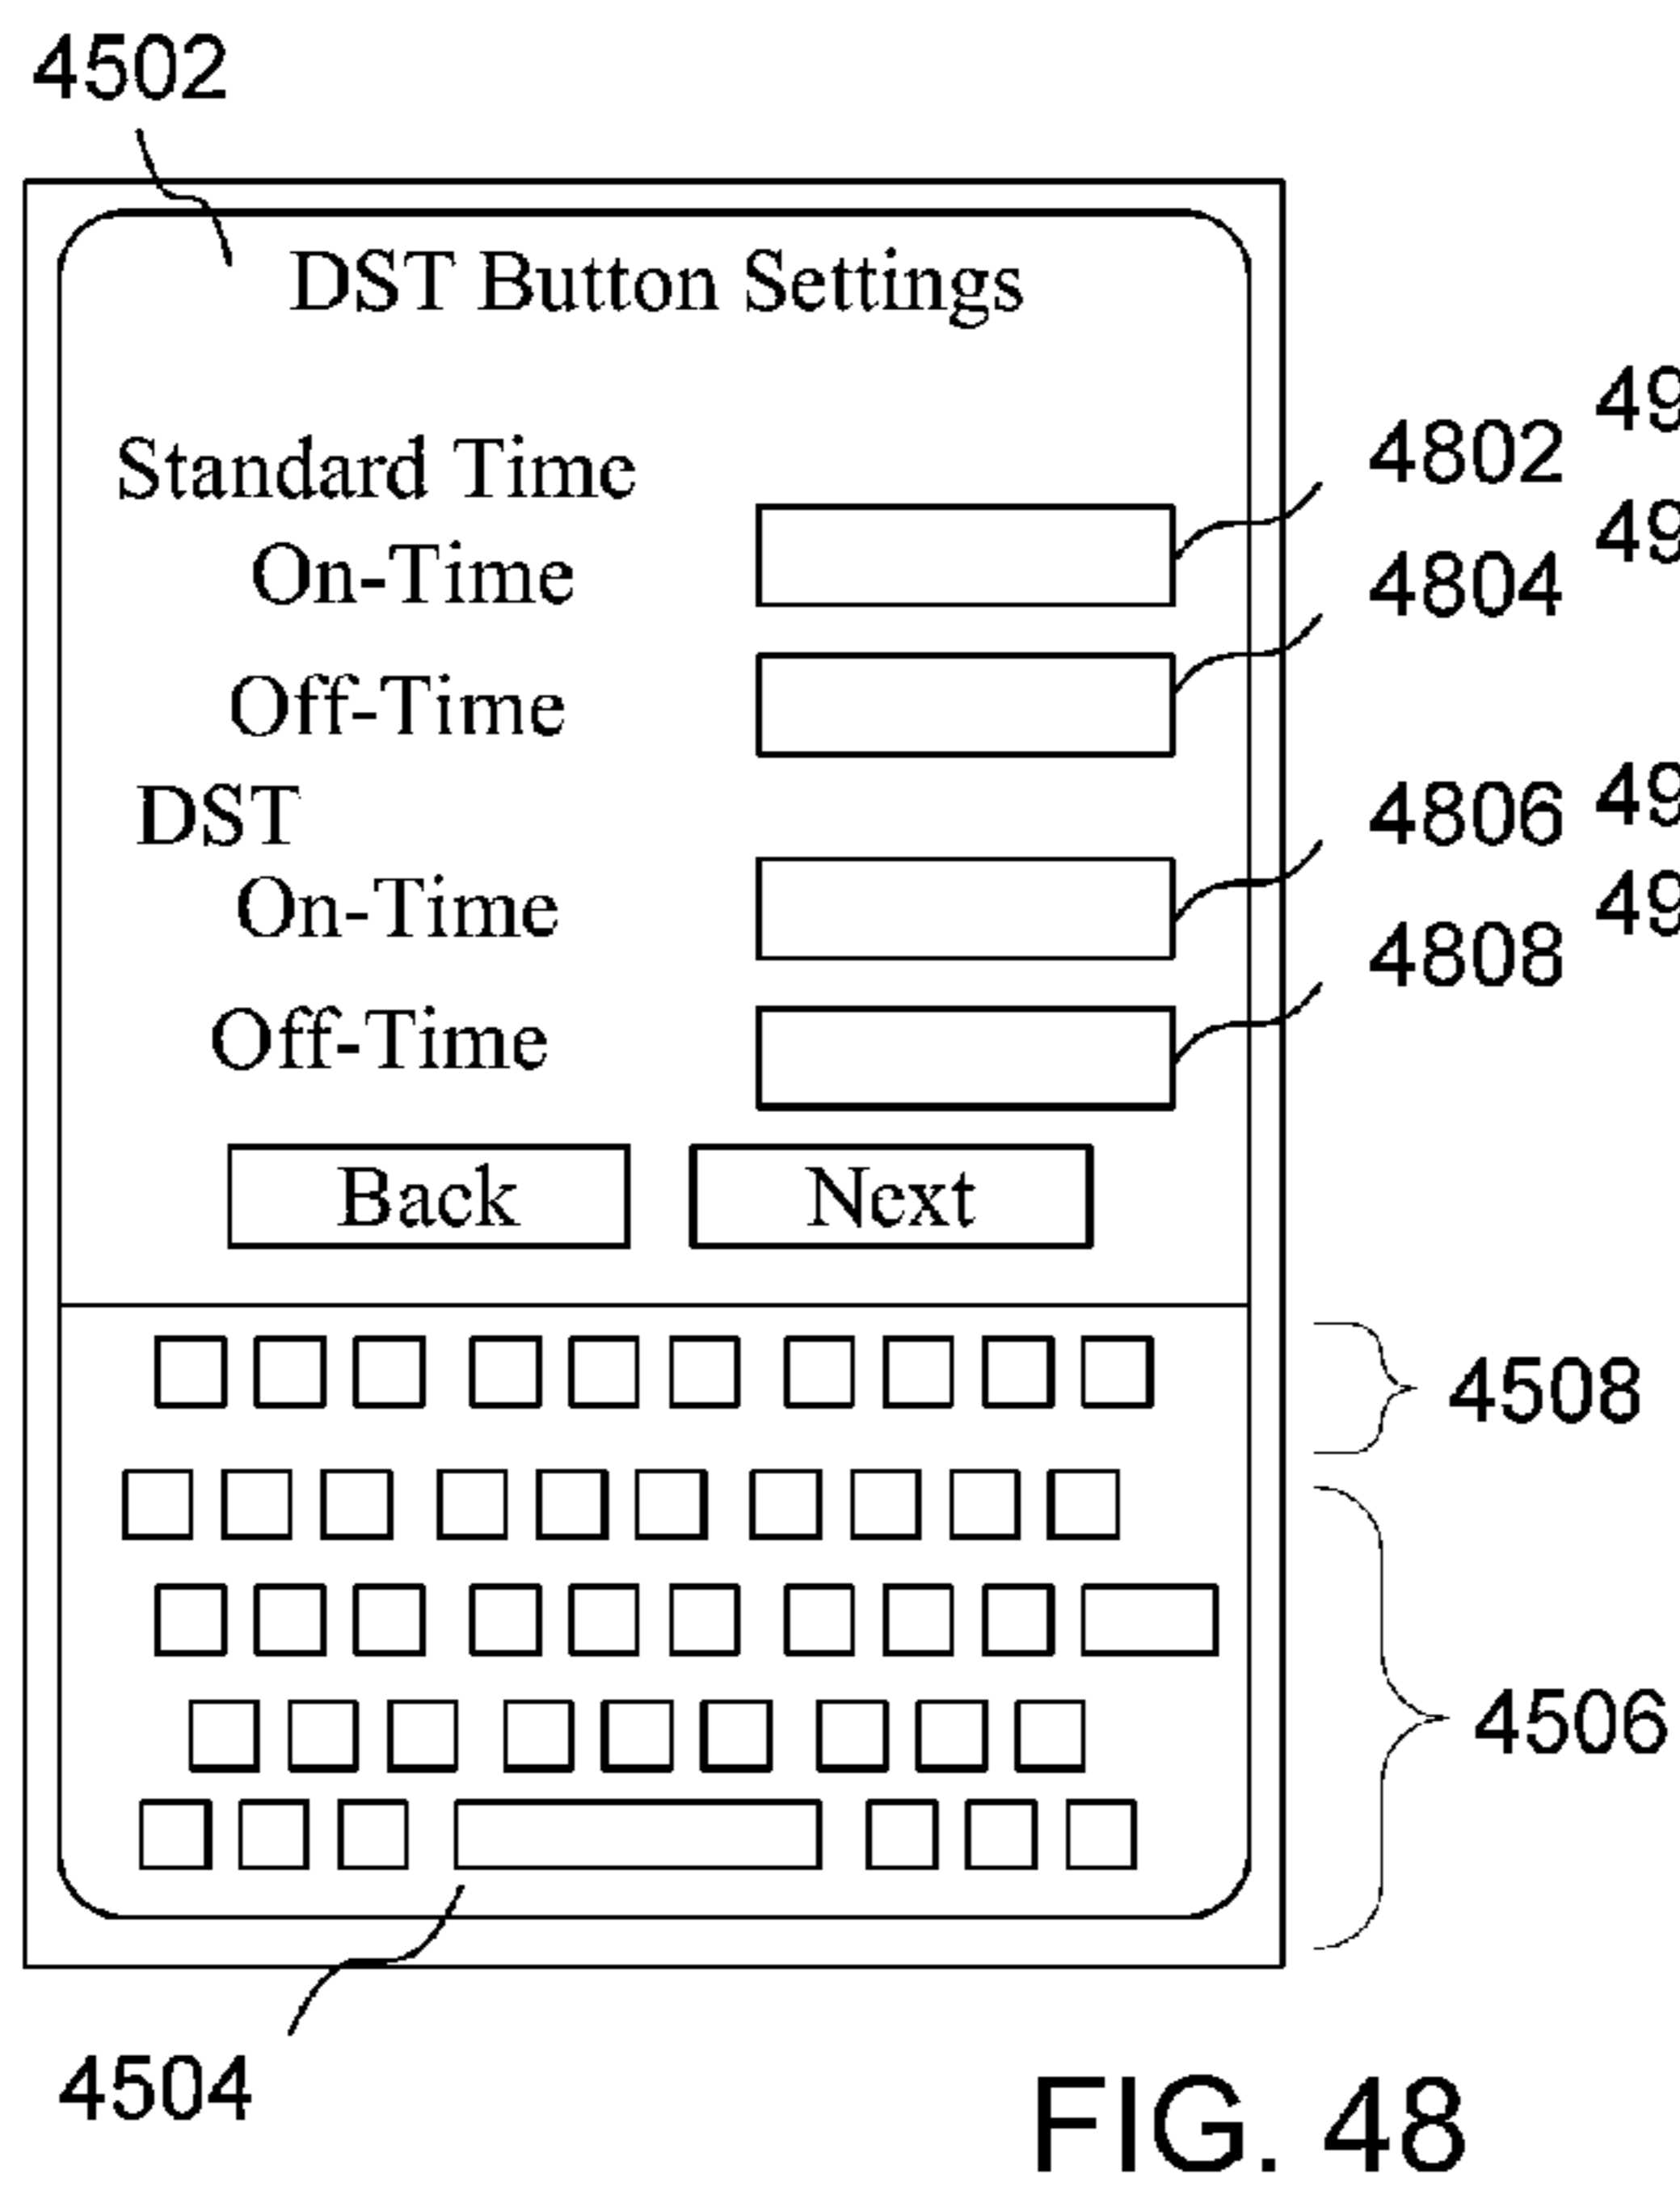 4502
DST Button Settings
Standard Time
4802
On-Time
4804
Off-Time
DST
4806
On-Time
4808
Off-Time
Back Next
4508
4506
4504
FIG. 48